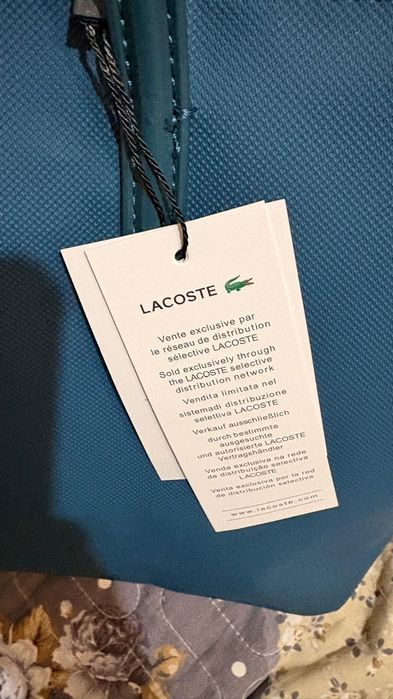 LACOSTE
Vente exclusive par
le réseau de distribution
sélective LACOSTE
Sold exclusively through
the LACOSTE selective
distribution network
Vendita limitata nel
sistemadi distribuzione
selettiva LACOSTE
Verkauf ausschließlich
durch bestimmte
ausgesuchte
und autorisierte LACOSTE
Vertragshändler
Venda exclusiva na rede
de distribuição selectiva
LACOSTE
Venta exclusiva por la red
de distribución selectiva
www.lacoste.com